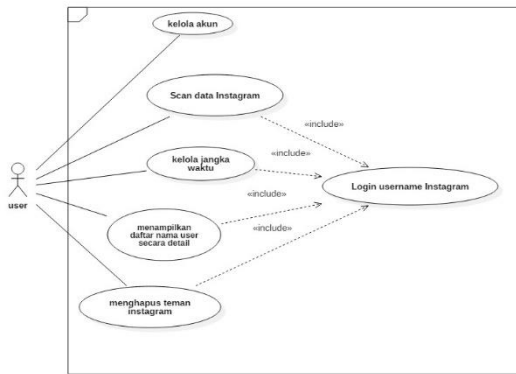 kelola akun
Scan data Instagram
«include»
kelola jangka
waktu
«include»
Login username Instagram
user
«include»
menampilkan
daftar nama user
secara detail
«include»
menghapus teman
instagram